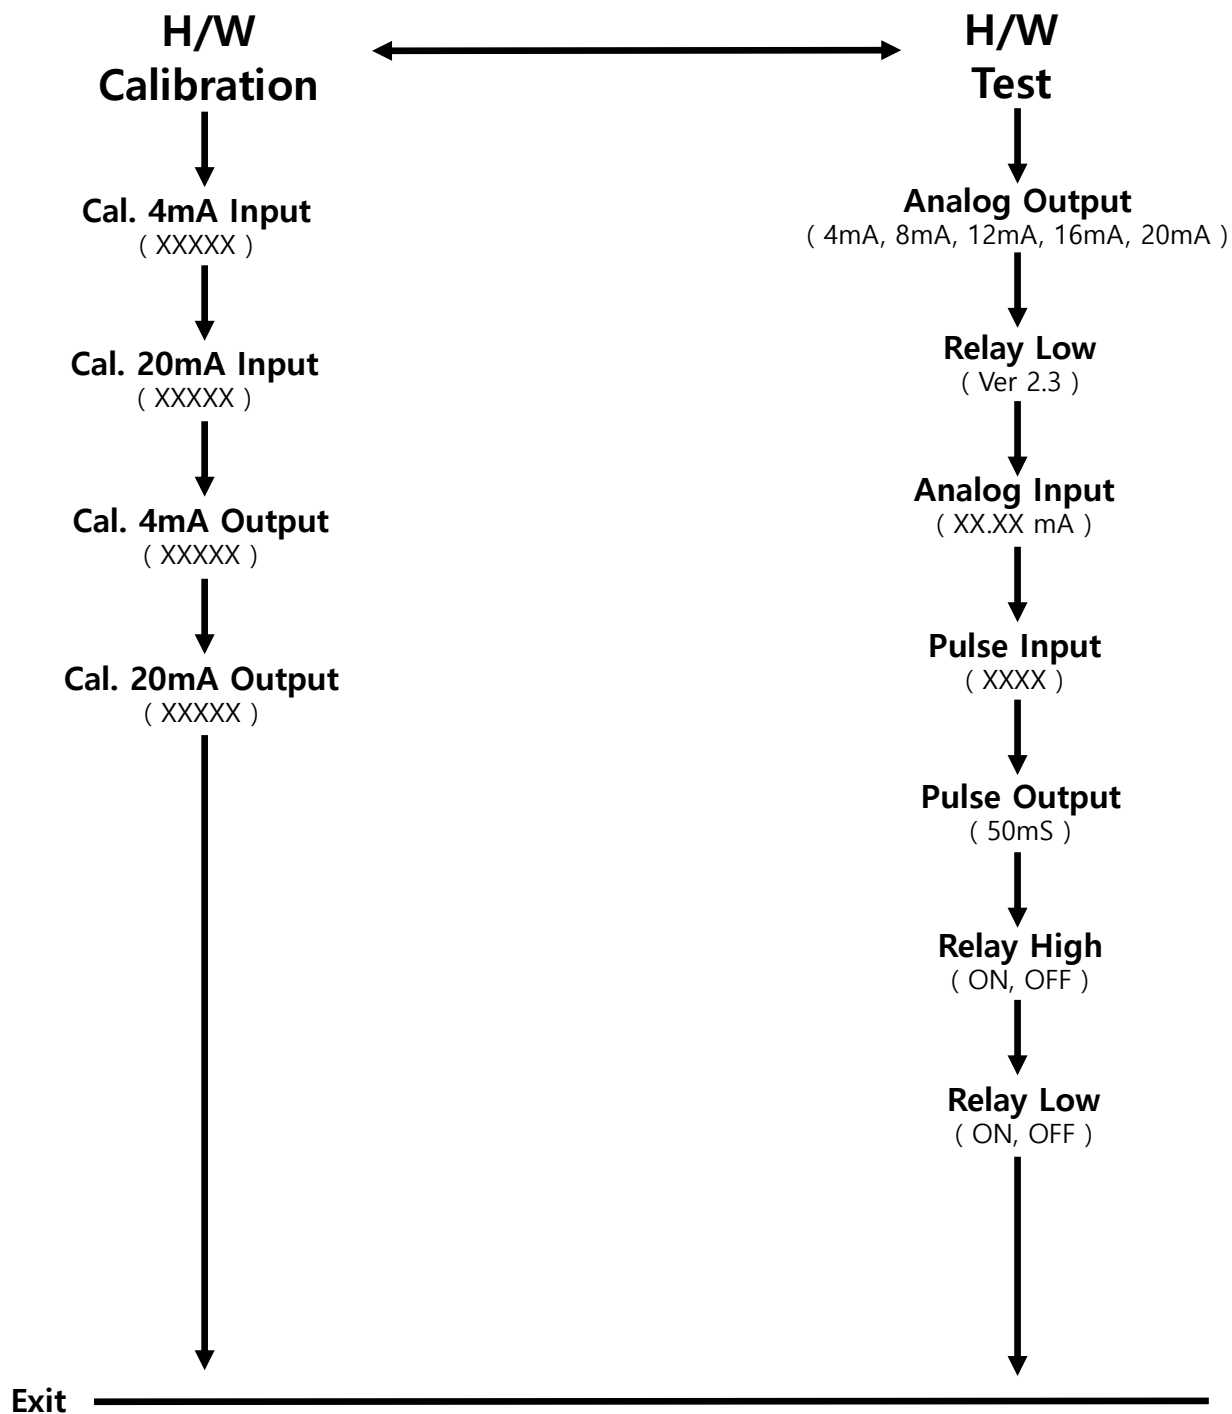 H/W
Calibration
Cal. 4mA Input
( XXXXX )
Cal. 20mA Input
( XXXXX )
Cal. 4mA Output
( XXXXX )
Cal. 20mA Output
( XXXXX )
H/W
Test
Analog Output
( 4mA, 8mA, 12mA, 16mA, 20mA )
Relay Low
( Ver 2.3 )
Analog Input
( XX.XX mA )
Pulse Input
( XXXX )
Pulse Output
( 50mS )
Relay High
( ON, OFF )
Relay Low
( ON, OFF )
Exit